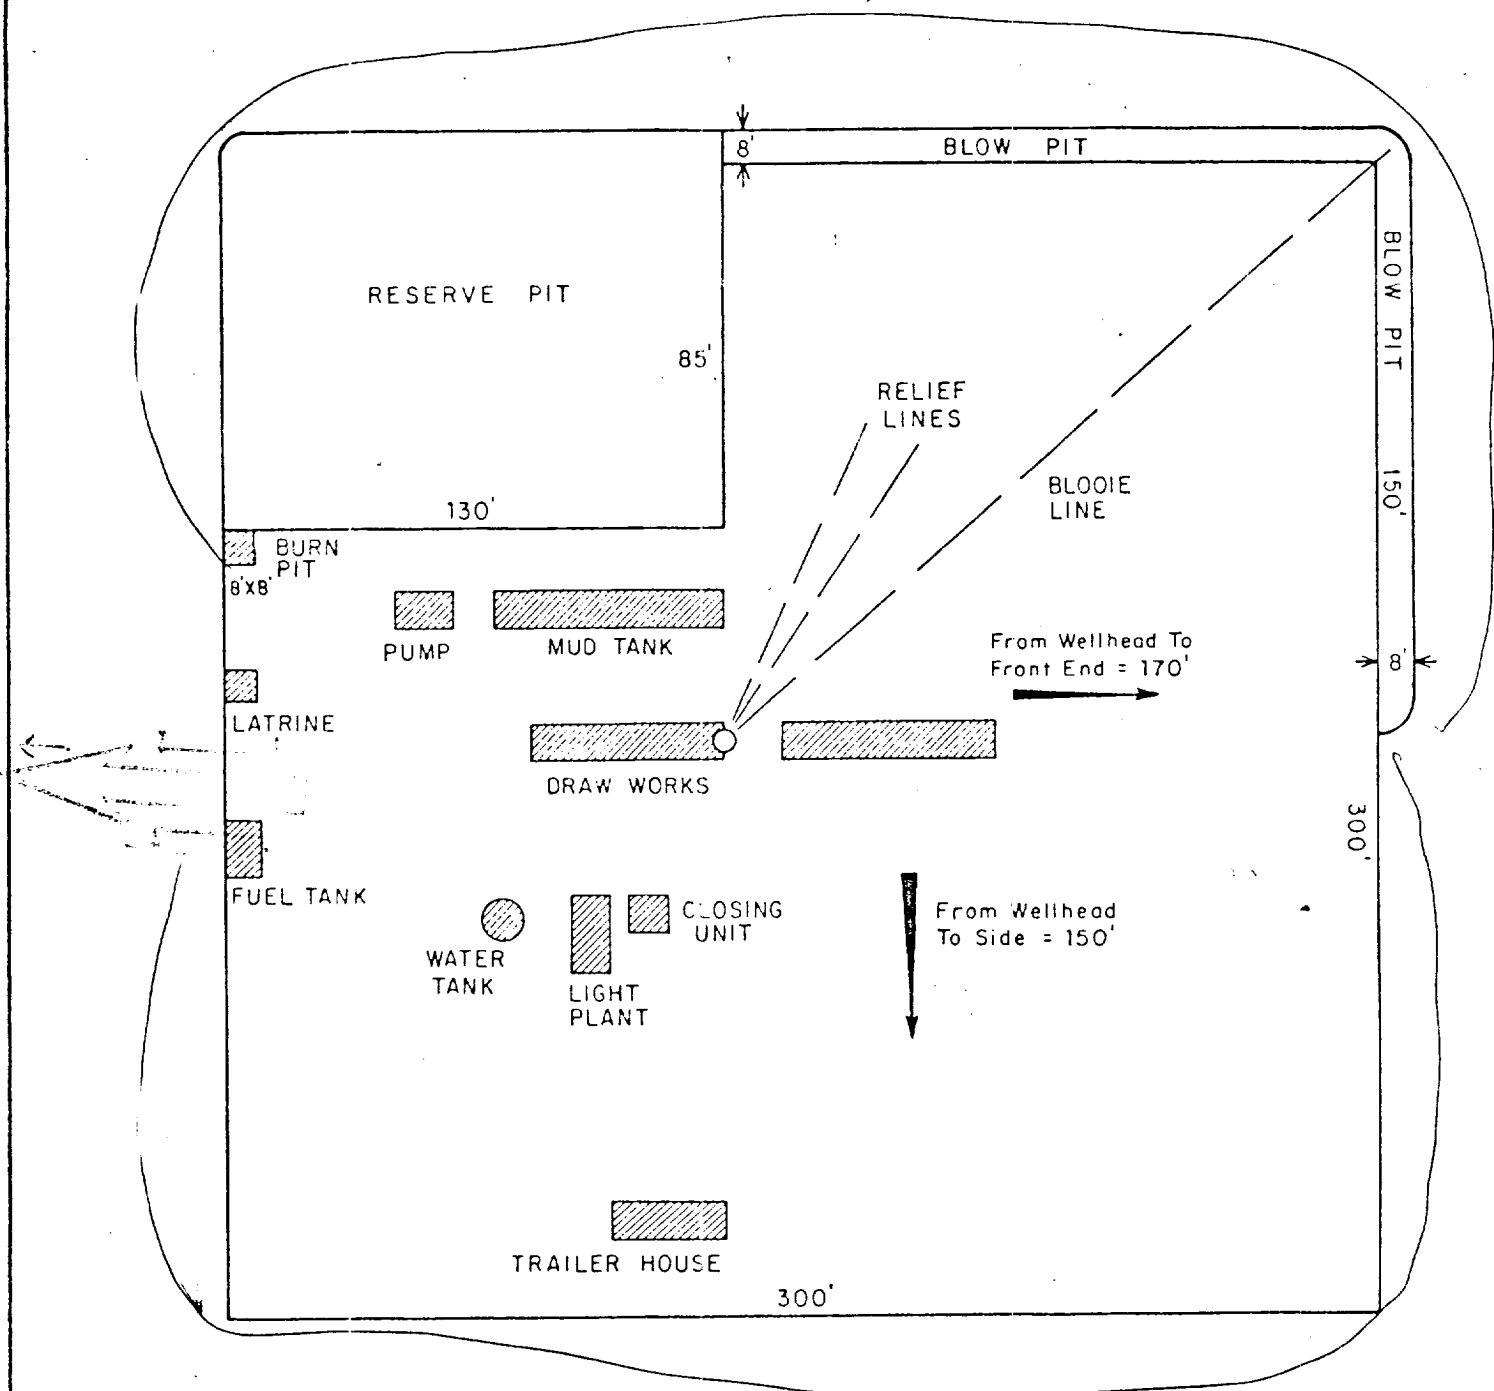 8'
BLOW PIT
BLOW PIT
RESERVE PIT
85'
RELIEF
LINES
130'
BLOOIE
LINE
150'
BURN
PIT
8'X8'
PUMP
MUD TANK
From Wellhead To
Front End = 170'
8'
LATRINE
DRAW WORKS
300'
FUEL TANK
WATER
TANK
LIGHT
PLANT
CLOSING
UNIT
From Wellhead
To Side = 150'
TRAILER HOUSE
300'